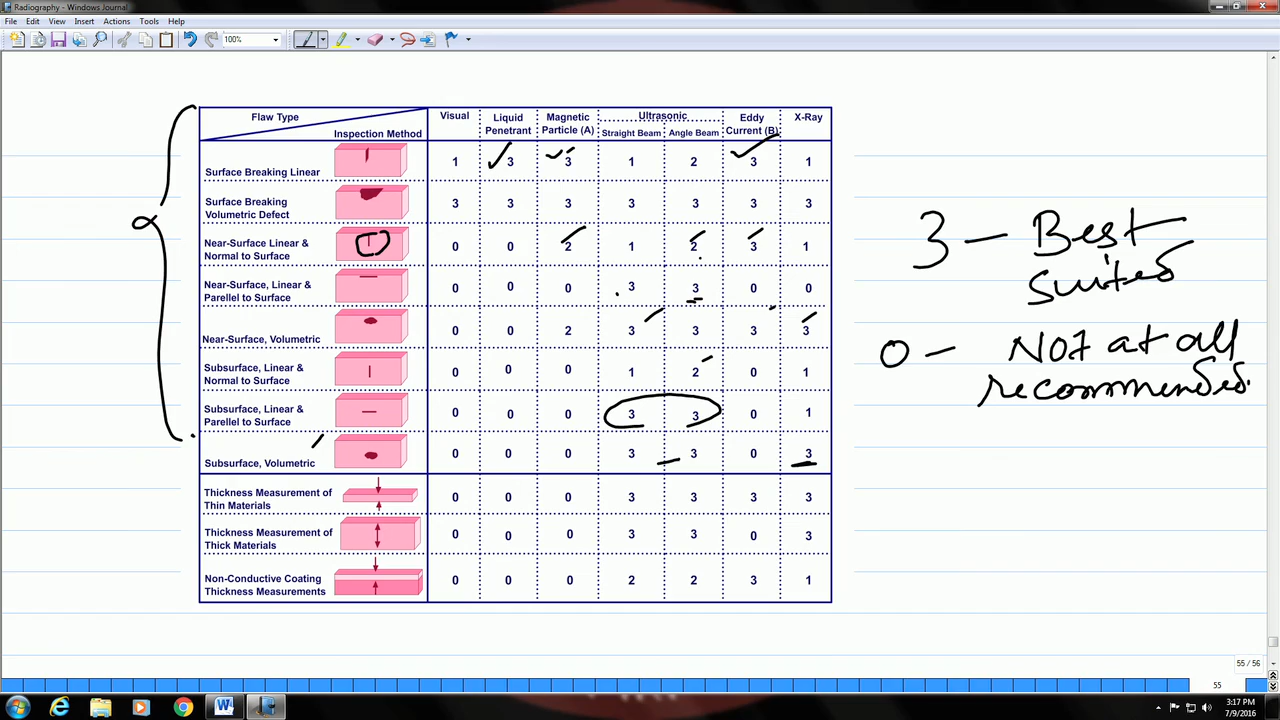 Radiography - Windows Journal
File Edit View Insert Actions Tools Help
100%
Flaw Type
Inspection Method
Visual
Liquid
Penetrant
Magnetic
Particle (A)
Ultrasonic
Straight Beam Angle Beam
Eddy
Current (B)
X-Ray
Surface Breaking Linear 1 3 3 1 2 3 1
Surface Breaking
Volumetric Defect 3 3 3 3 3 3 3
Near-Surface Linear &
Normal to Surface 0 0 2 1 2 3 1
Near-Surface, Linear &
Parellel to Surface 0 0 0 3 3 0 0
Near-Surface, Volumetric 0 0 2 3 3 3 3
Subsurface, Linear &
Normal to Surface 0 0 0 1 2 0 1
Subsurface, Linear &
Parellel to Surface 0 0 0 3 3 0 1
Subsurface, Volumetric 0 0 0 3 3 0 3
Thickness Measurement of
Thin Materials 0 0 0 3 3 3 3
Thickness Measurement of
Thick Materials 0 0 0 3 3 0 3
Non-Conductive Coating
Thickness Measurements 0 0 0 2 2 3 1
3 — Best
suited
0 — Not at all
recommended.
55 / 56
55
3:17 PM
7/9/2016